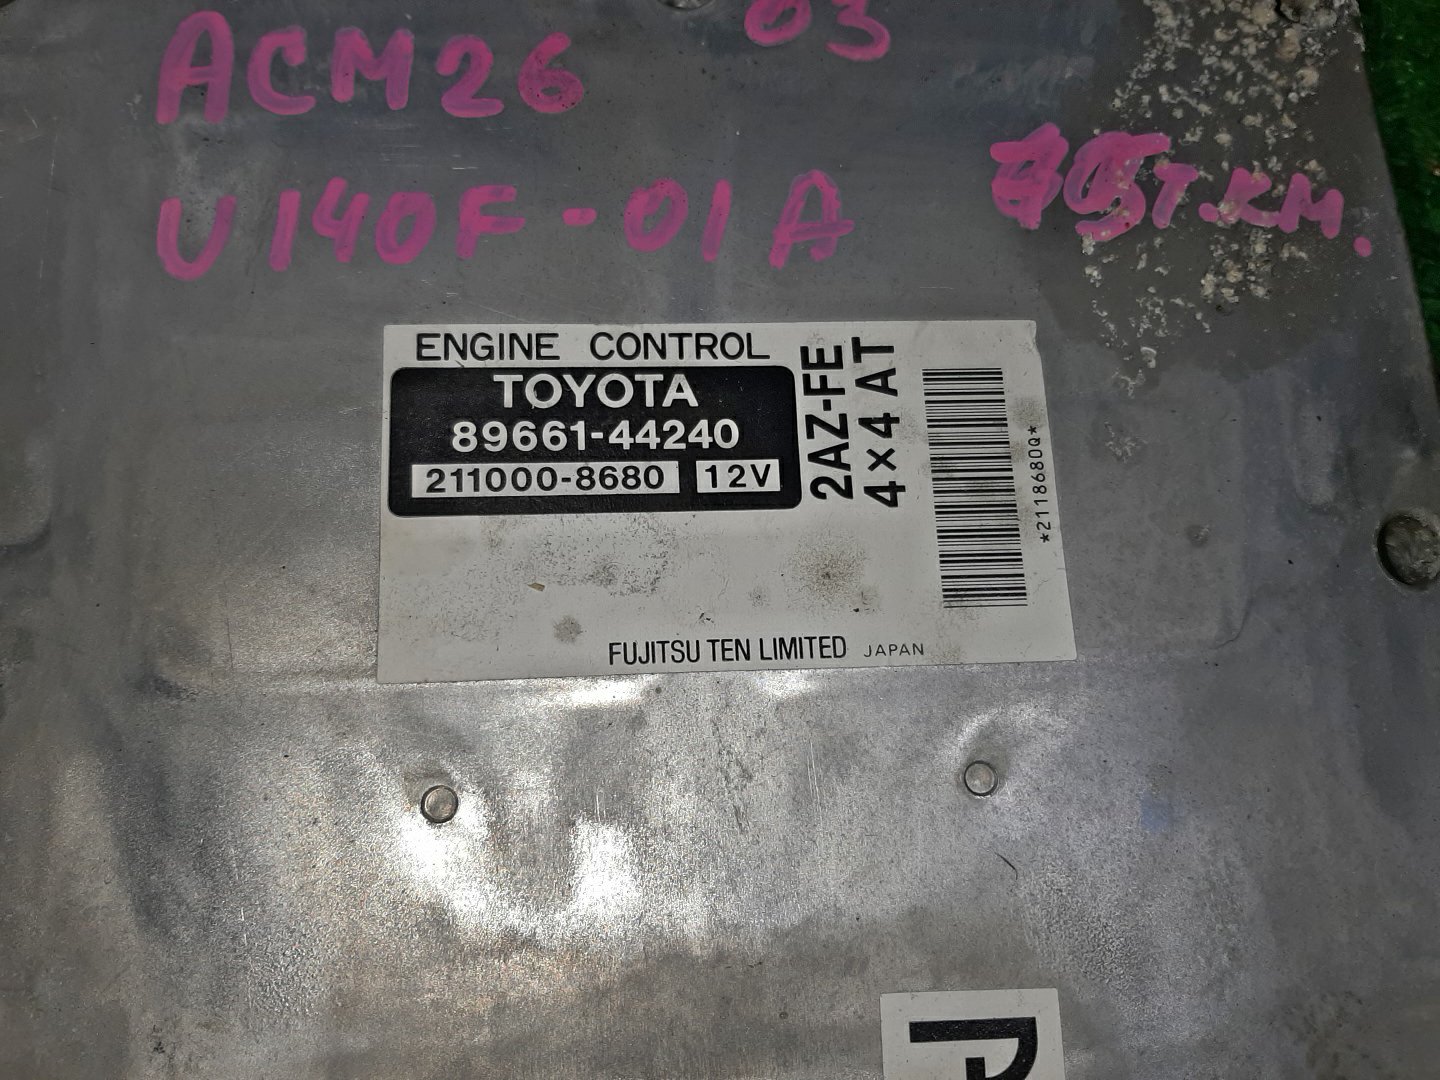 ACM26 03
U140F-01A т.км.
ENGINE CONTROL
TOYOTA
89661-44240
211000-8680 12V
2AZ-FE
4×4 AT
*2118680Q*
FUJITSU TEN LIMITED JAPAN